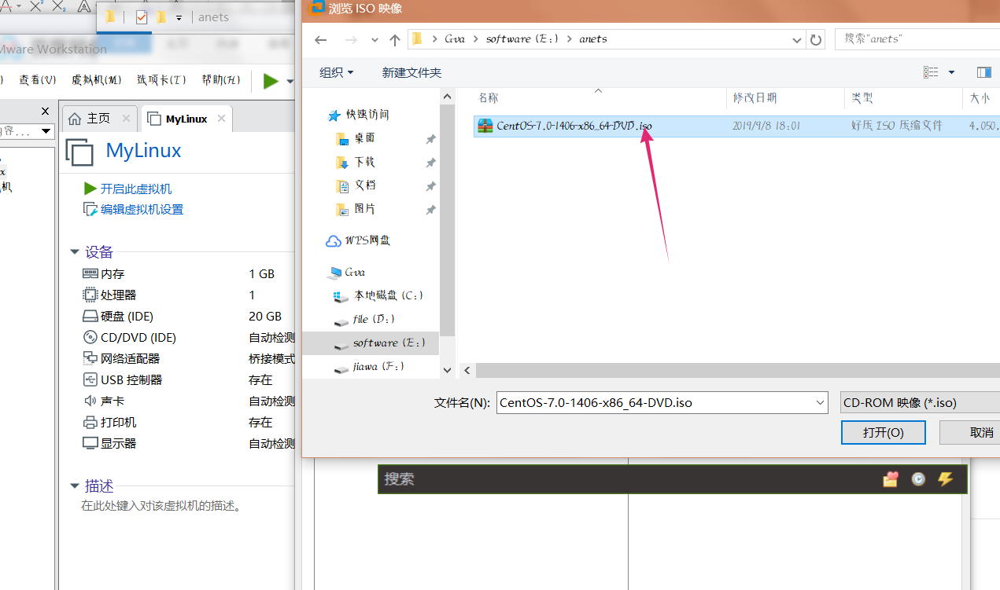 anets
Mware Workstation
查看(V) 虚拟机(M) 选项卡(T) 帮助(H)
主页
MyLinux
MyLinux
开启此虚拟机
编辑虚拟机设置
设备
内存 1 GB
处理器 1
硬盘 (IDE) 20 GB
CD/DVD (IDE) 自动检测
网络适配器 桥接模式
USB 控制器 存在
声卡 自动检测
打印机 存在
显示器 自动检测
描述
在此处键入对该虚拟机的描述。
浏览 ISO 映像
software (E:) anets
搜索"anets"
组织 新建文件夹
名称 修改日期 类型 大小
CentOS-7.0-1406-x86_64-DVD.iso 2019/9/8 18:01 好压 ISO 压缩文件 4,050,
快速访问
桌面
下载
文档
图片
WPS网盘
本地磁盘 (C:)
file (D:)
software (E:)
jiawa (F:)
文件名(N): CentOS-7.0-1406-x86_64-DVD.iso CD-ROM 映像 (*.iso)
打开(O) 取消
搜索